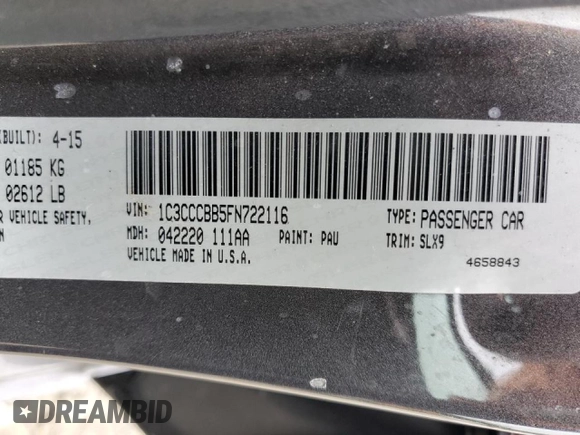 (BUILT): 4-15
01185 KG
02612 LB
R VEHICLE SAFETY,
N
VIN: 1C3CCCBB5FN722116
TYPE: PASSENGER CAR
MDH: 042220 111AA
PAINT: PAU
TRIM: SLX9
VEHICLE MADE IN U.S.A.
4658843
DREAMBID